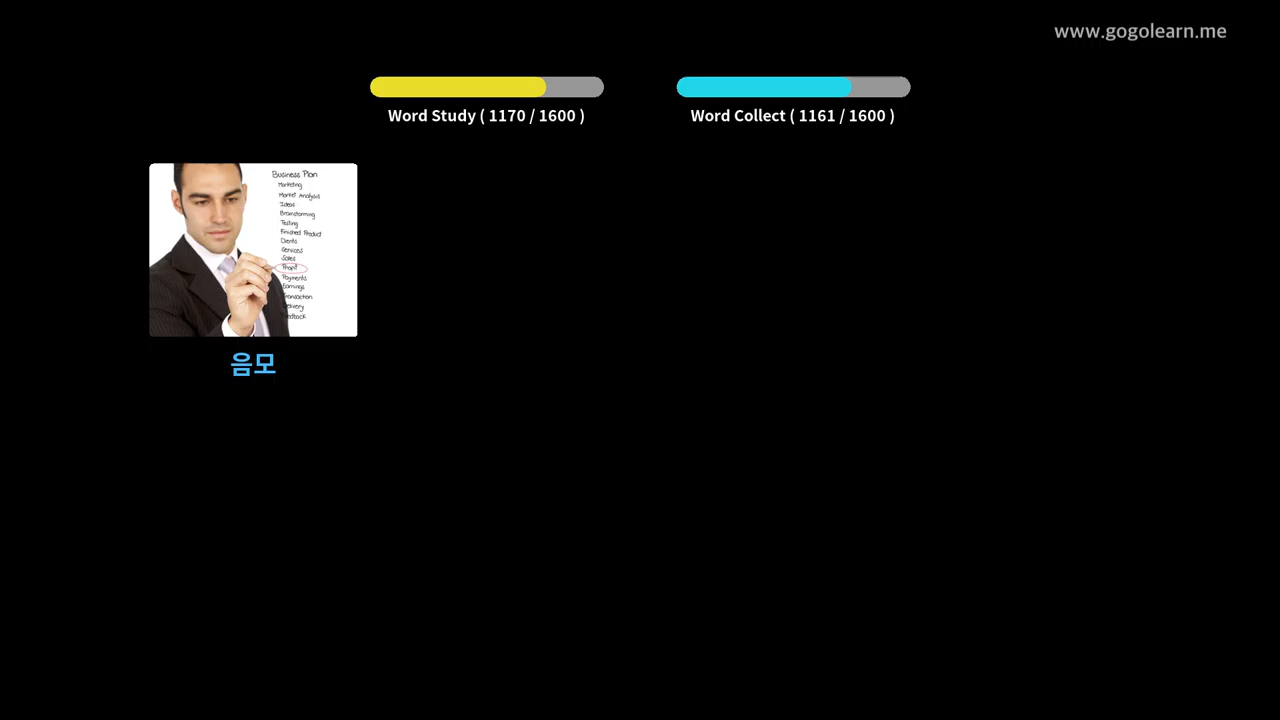 www.gogolearn.me
Word Study ( 1170 / 1600 )
Word Collect ( 1161 / 1600 )
Business Plan
Marketing
Market Analysis
Ideas
Brainstorming
Testing
Finished Product
Clients
Services
Sales
Profit
Payments
Earnings
Transaction
Delivery
음모